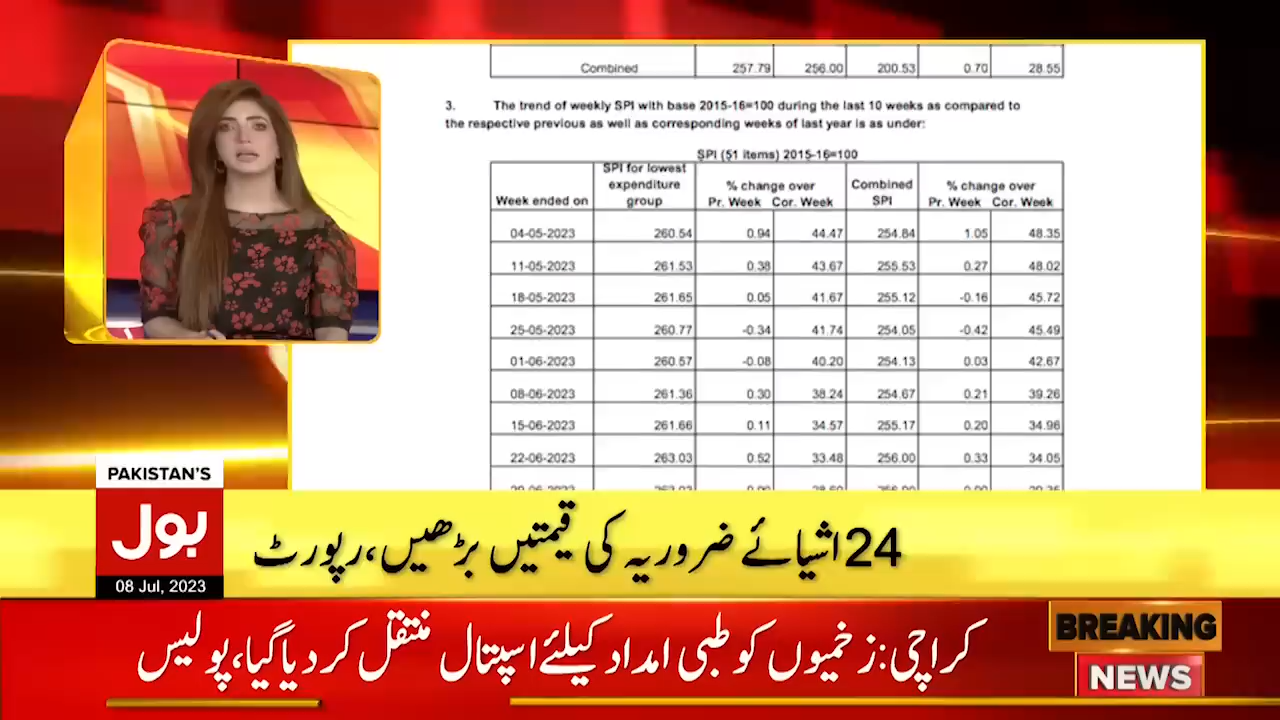 Combined 257.79 256.00 200.53 0.70 28.55
3. The trend of weekly SPI with base 2015-16=100 during the last 10 weeks as compared to
the respective previous as well as corresponding weeks of last year is as under:
SPI (51 items) 2015-16=100
Week ended on SPI for lowest expenditure group % change over Pr. Week Cor. Week Combined SPI % change over Pr. Week Cor. Week
04-05-2023 260.54 0.94 44.47 254.84 1.05 48.35
11-05-2023 261.53 0.38 43.67 255.53 0.27 48.02
18-05-2023 261.65 0.05 41.67 255.12 -0.16 45.72
25-05-2023 260.77 -0.34 41.74 254.05 -0.42 45.49
01-06-2023 260.57 -0.08 40.20 254.13 0.03 42.67
08-06-2023 261.36 0.30 38.24 254.67 0.21 39.26
15-06-2023 261.66 0.11 34.57 255.17 0.20 34.96
22-06-2023 263.03 0.52 33.48 256.00 0.33 34.05
PAKISTAN'S
بول
08 Jul, 2023
24 اشیائے ضروریہ کی قیمتیں بڑھیں، رپورٹ
کراچی: زخمیوں کو طبی امداد کیلئے اسپتال منتقل کر دیا گیا، پولیس
BREAKING
NEWS